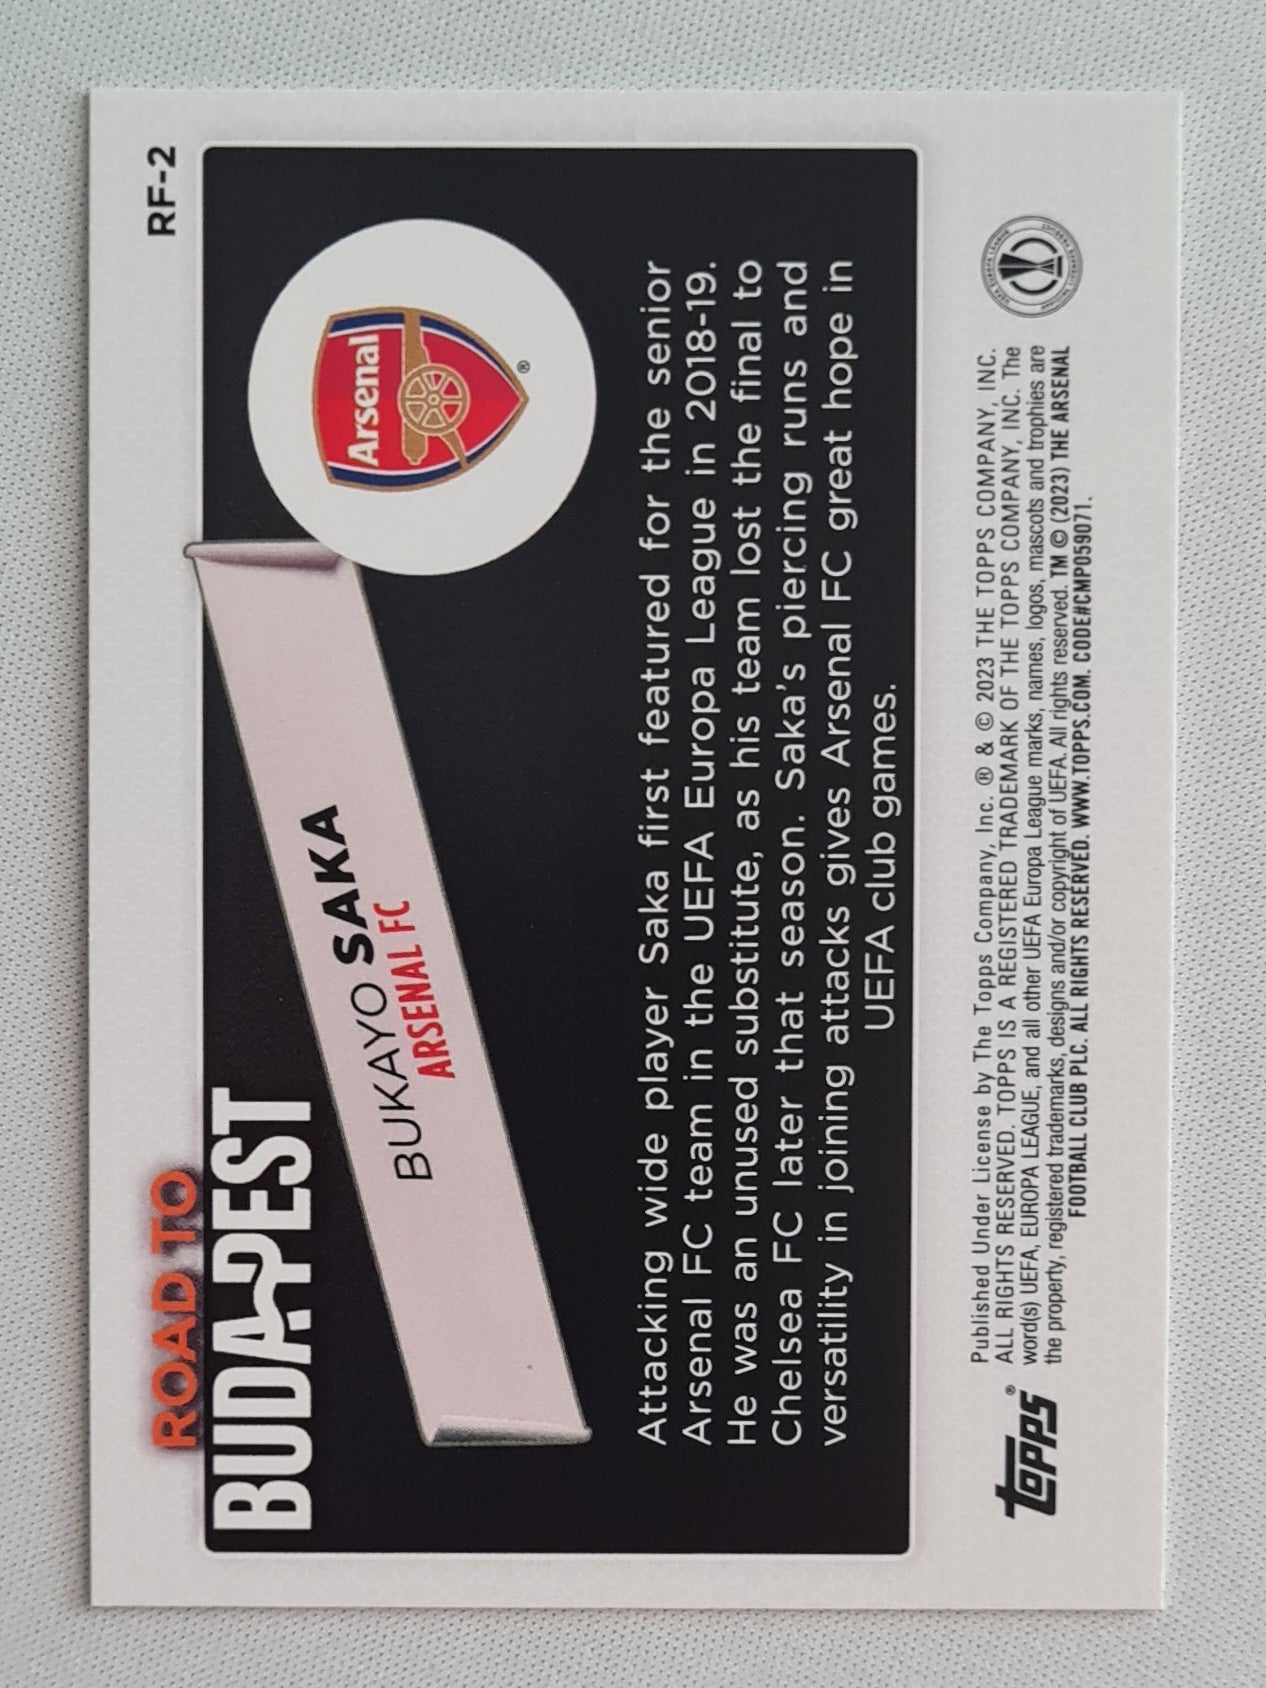 ROAD TO
RF-2
BUDAPEST
BUKAYO SAKA
ARSENAL FC
Arsenal
®
Attacking wide player Saka first featured for the senior
Arsenal FC team in the UEFA Europa League in 2018-19.
He was an unused substitute, as his team lost the final to
Chelsea FC later that season. Saka's piercing runs and
versatility in joining attacks gives Arsenal FC great hope in
UEFA club games.
topps®
Published Under License by The Topps Company, Inc. ® & © 2023 THE TOPPS COMPANY, INC.
ALL RIGHTS RESERVED. TOPPS IS A REGISTERED TRADEMARK OF THE TOPPS COMPANY, INC. The
word(s) UEFA, EUROPA LEAGUE, and all other UEFA Europa League marks, names, logos, mascots and trophies are
the property, registered trademarks, designs and/or copyright of UEFA. All rights reserved. TM © (2023) THE ARSENAL
FOOTBALL CLUB PLC. ALL RIGHTS RESERVED. WWW.TOPPS.COM. CODE#CMP059071.